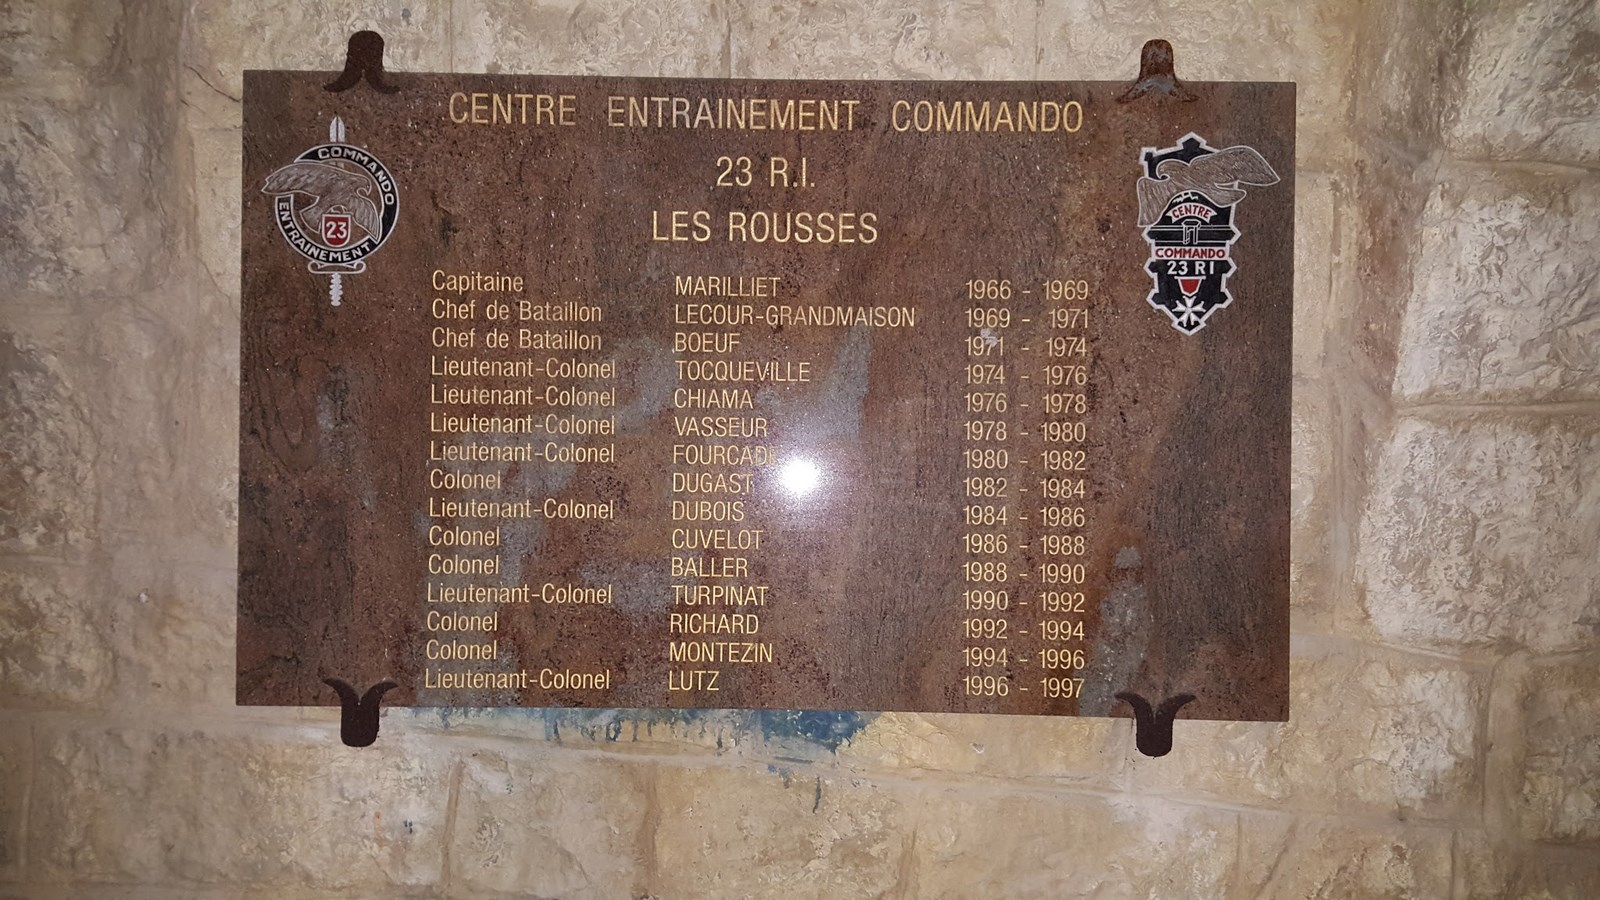 CENTRE ENTRAINEMENT COMMANDO
23 R.I.
LES ROUSSES
COMMANDO
ENTRAINEMENT
23
CENTRE
COMMANDO
23 RI
Capitaine MARILLIET 1966 - 1969
Chef de Bataillon LECOUR-GRANDMAISON 1969 - 1971
Chef de Bataillon BOEUF 1971 - 1974
Lieutenant-Colonel TOCQUEVILLE 1974 - 1976
Lieutenant-Colonel CHIAMA 1976 - 1978
Lieutenant-Colonel VASSEUR 1978 - 1980
Lieutenant-Colonel FOURCADE 1980 - 1982
Colonel DUGAST 1982 - 1984
Lieutenant-Colonel DUBOIS 1984 - 1986
Colonel CUVELOT 1986 - 1988
Colonel BALLER 1988 - 1990
Lieutenant-Colonel TURPINAT 1990 - 1992
Colonel RICHARD 1992 - 1994
Colonel MONTEZIN 1994 - 1996
Lieutenant-Colonel LUTZ 1996 - 1997